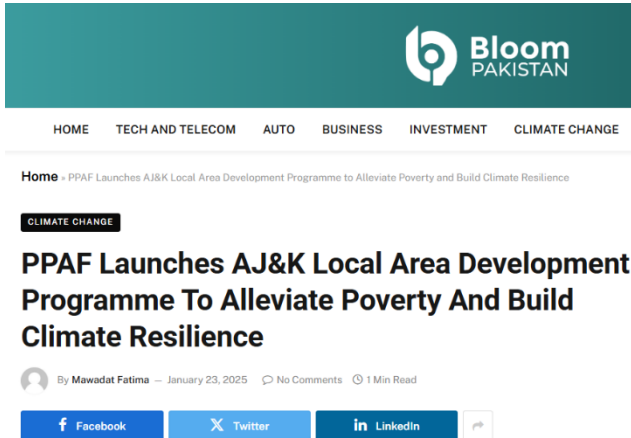 Bloom
PAKISTAN
HOME TECH AND TELECOM AUTO BUSINESS INVESTMENT CLIMATE CHANGE
Home » PPAF Launches AJ&K Local Area Development Programme to Alleviate Poverty and Build Climate Resilience
CLIMATE CHANGE
PPAF Launches AJ&K Local Area Development
Programme To Alleviate Poverty And Build
Climate Resilience
By Mawadat Fatima — January 23, 2025 No Comments 1 Min Read
Facebook Twitter LinkedIn